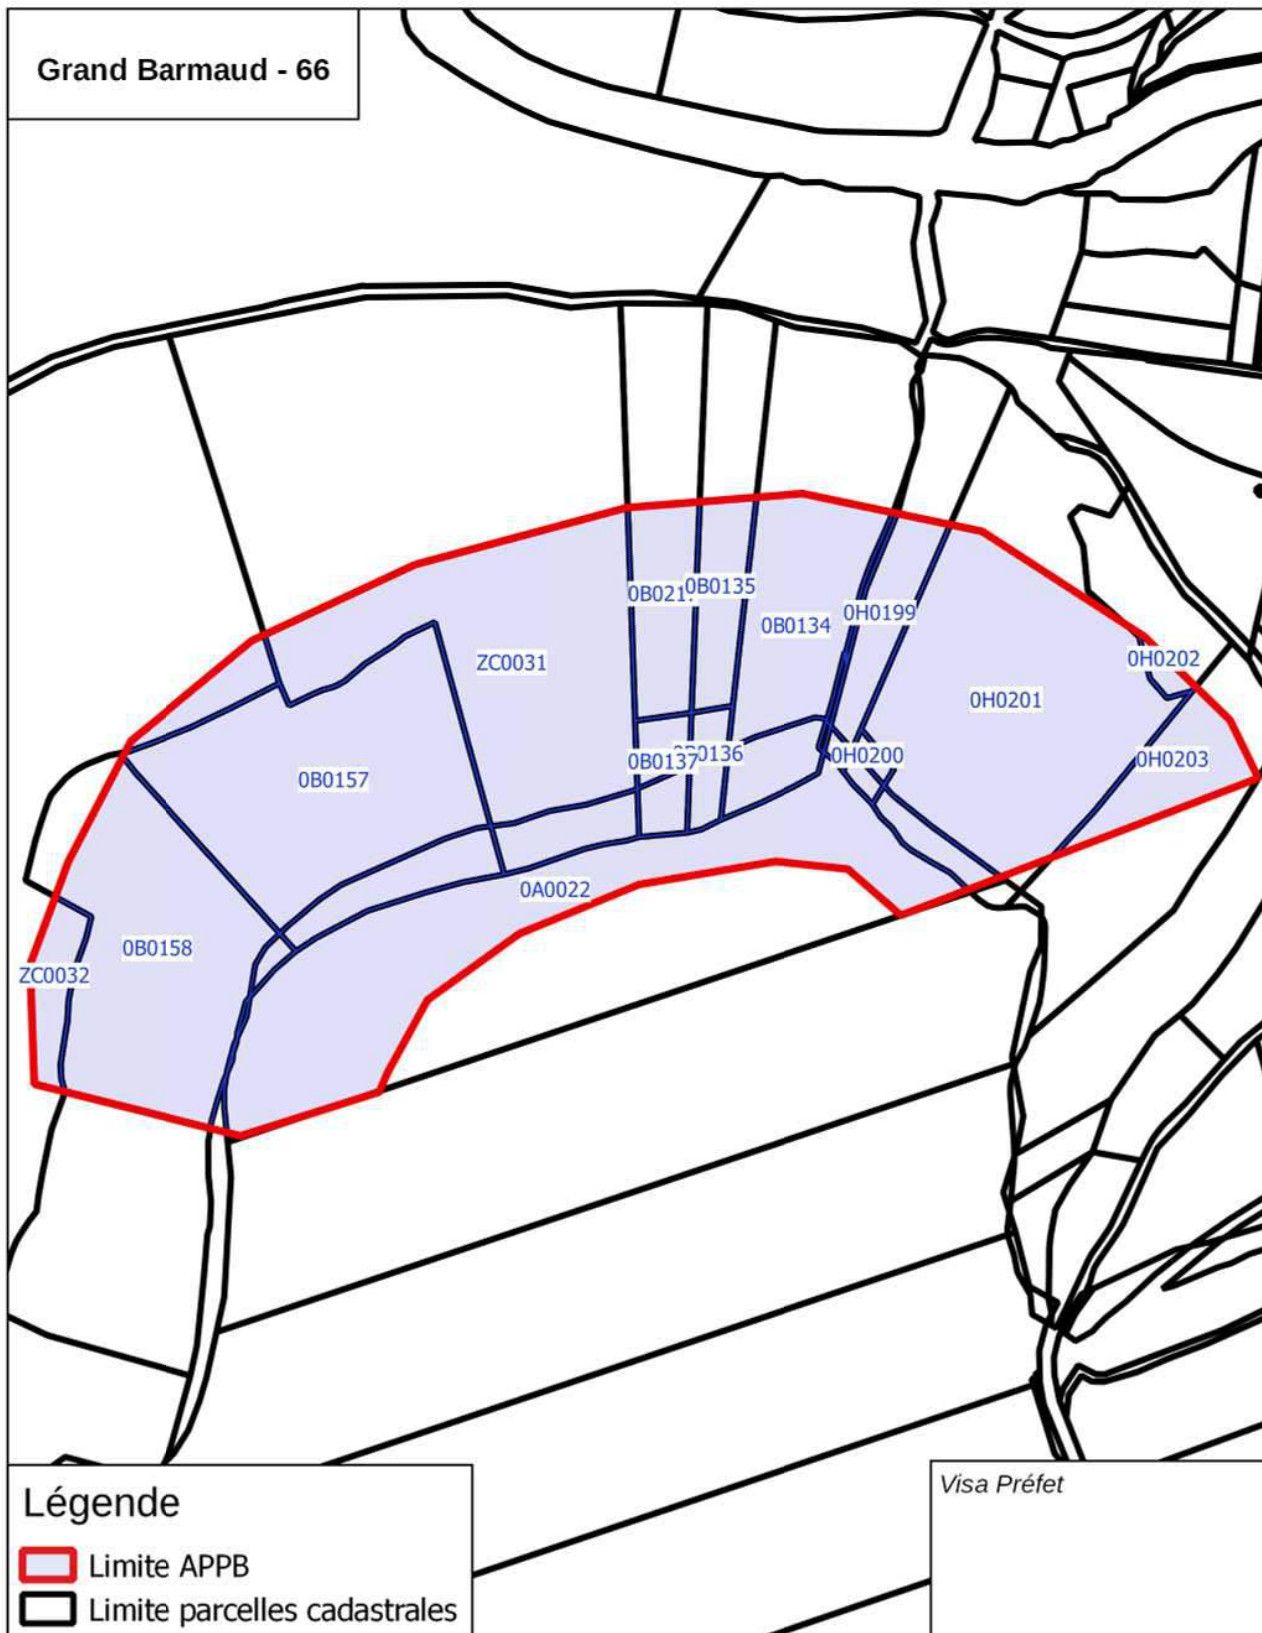 Grand Barmaud - 66
0B0135
0H0199
0B0134
0H0202
ZC0031
0H0201
0B0137
0H0200
0H0203
0B0157
0A0022
0B0158
ZC0032
Visa Préfet
Légende
Limite APPB
Limite parcelles cadastrales